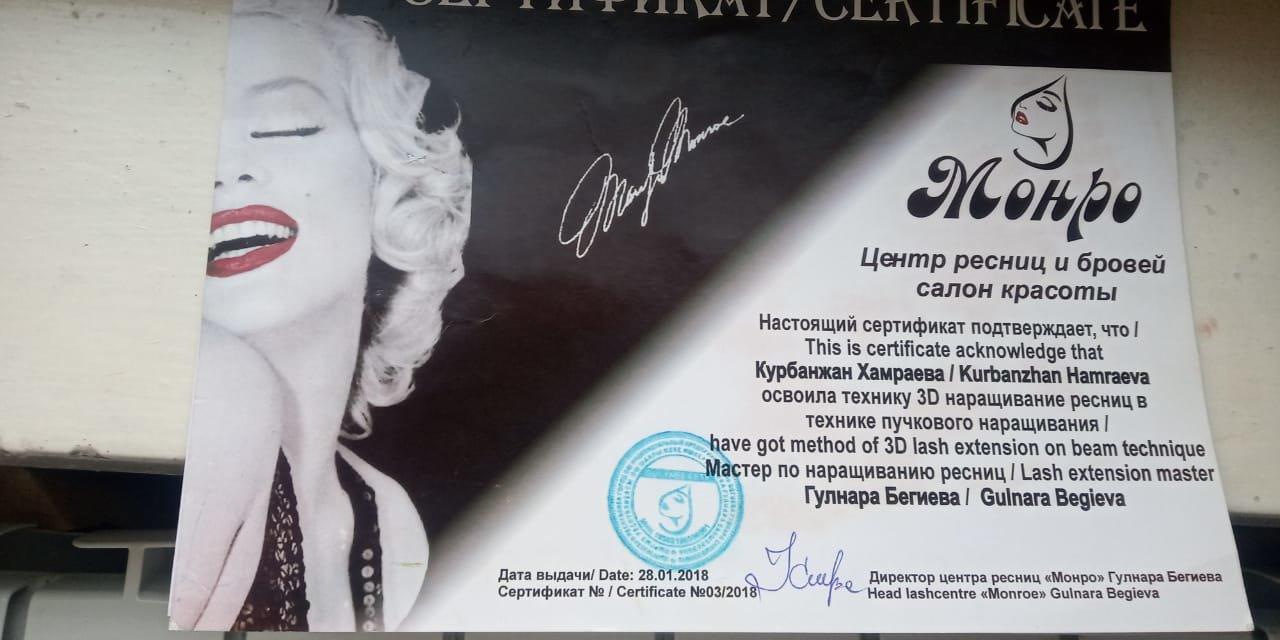 СЕРТИФИКАТ/CERTIFICATE
Монро
Центр ресниц и бровей
салон красоты
Настоящий сертификат подтверждает, что /
This is certificate acknowledge that
Курбанжан Хамраева / Kurbanzhan Hamraeva
освоила технику 3D наращивание ресниц в
технике пучкового наращивания /
have got method of 3D lash extension on beam technique
Мастер по наращиванию ресниц / Lash extension master
Гулнара Бегиева / Gulnara Begieva
Дата выдачи/ Date: 28.01.2018
Сертификат № / Certificate №03/2018
Директор центра ресниц «Монро» Гулнара Бегиева
Head lashcentre «Monroe» Gulnara Begieva